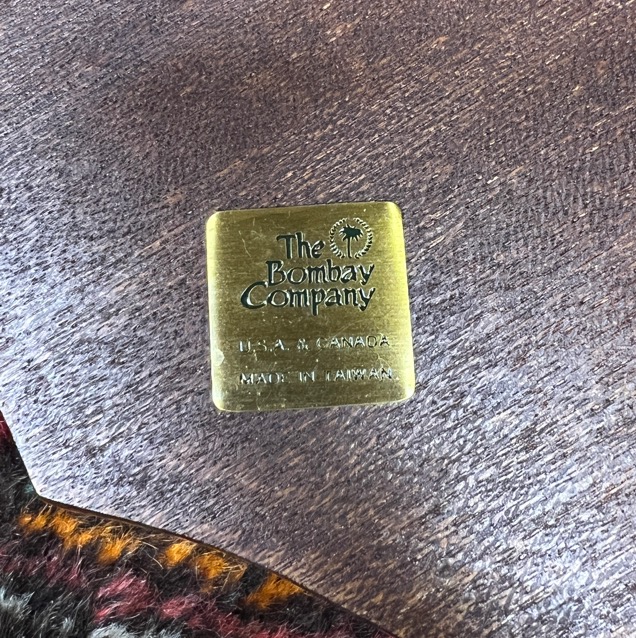 The
Bombay
Company
U.S.A. & CANADA
MADE IN TAIWAN